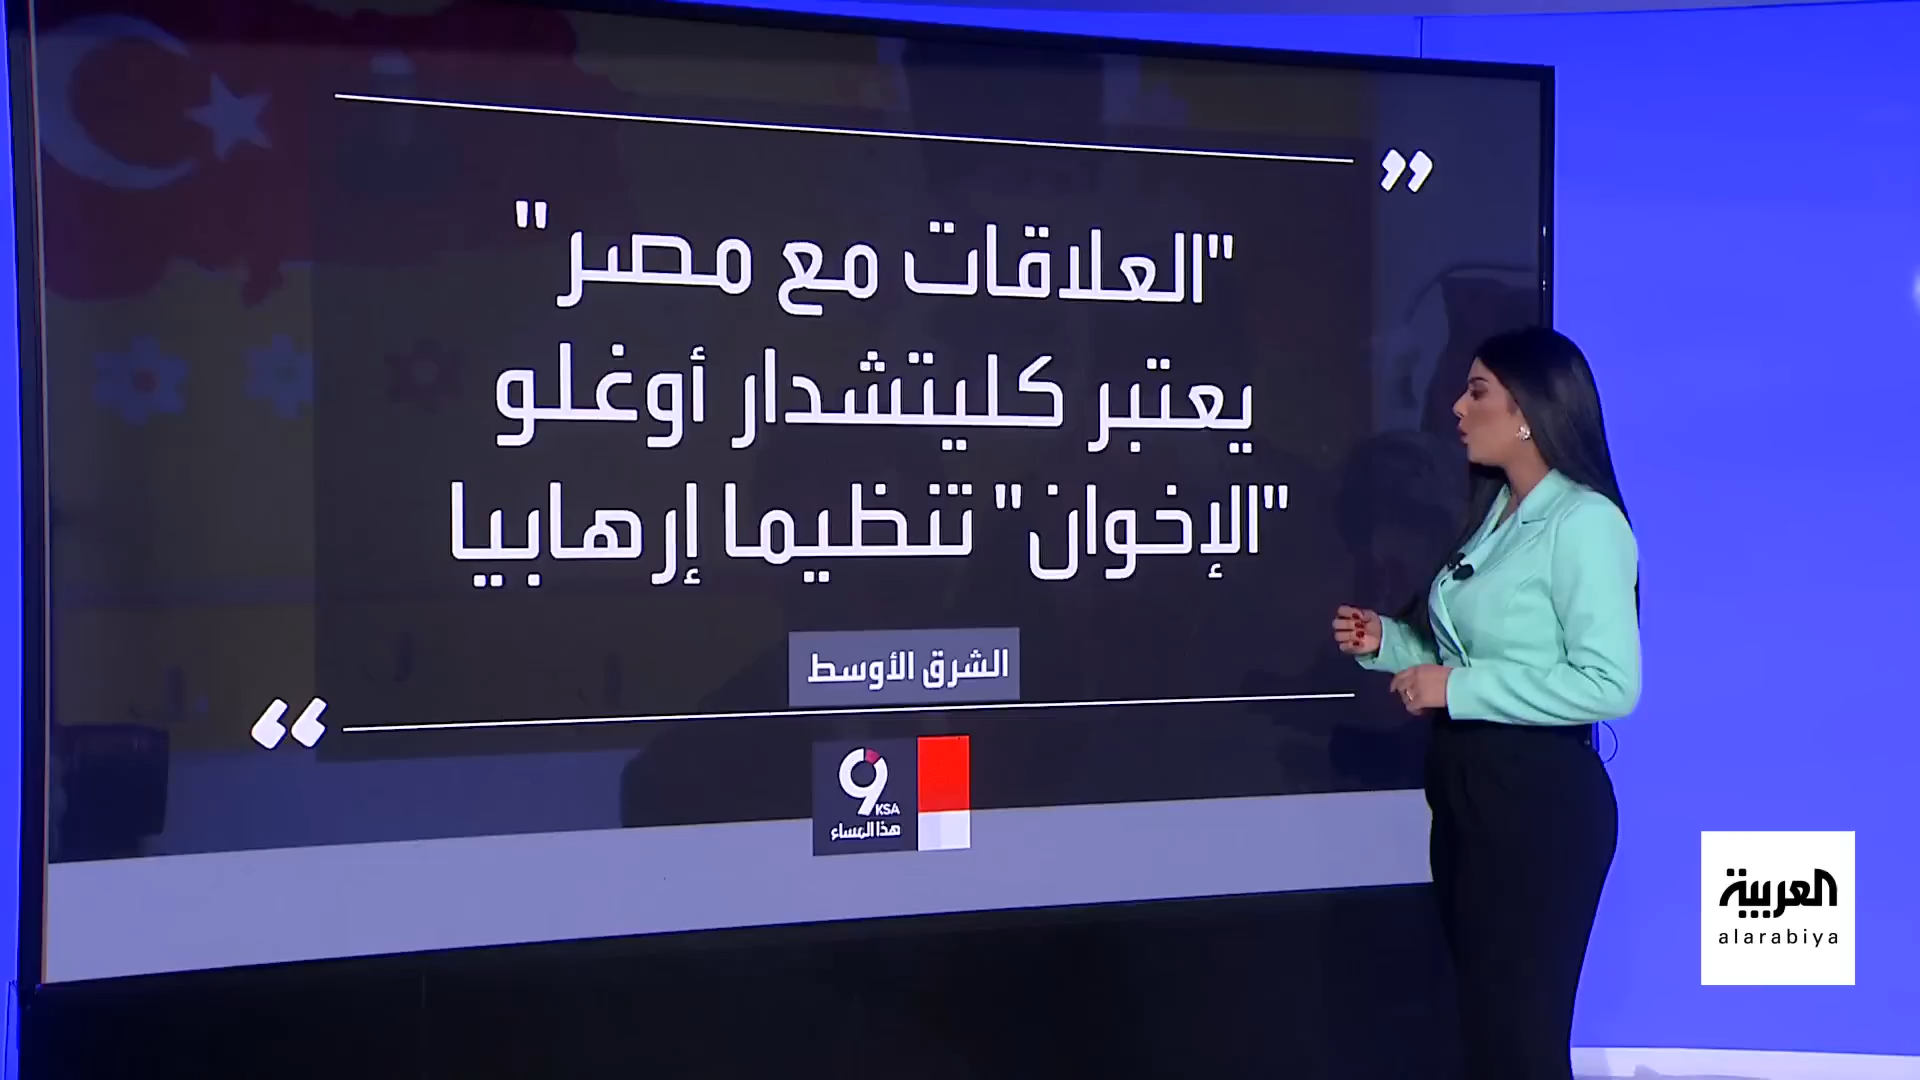 "العلاقات مع مصر"
يعتبر كليتشدار أوغلو
"الإخوان" تنظيما إرهابيا
الشرق الأوسط
9
KSA
هذا المساء
العربية
alarabiya